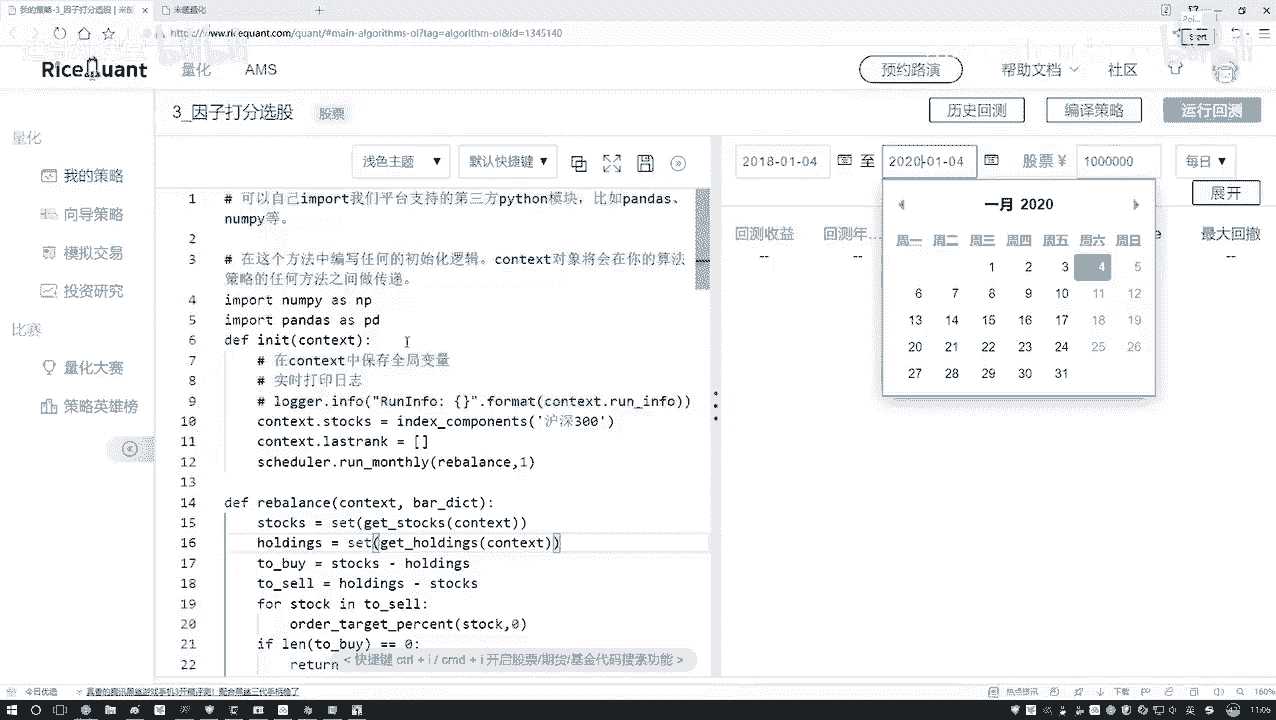 我的策略-3_因子打分选股 | 米筐
米筐量化
https://www.ricequant.com/quant/#main-algorithms-ol?tag=algorithm-ol&id=1345140
RiceQuant
量化
AMS
预约路演
帮助文档
社区
3_因子打分选股
股票
历史回测
编译策略
运行回测
量化
我的策略
向导策略
模拟交易
投资研究
比赛
量化大赛
策略英雄榜
浅色主题 ▼
默认快捷键 ▼
1 # 可以自己import我们平台支持的第三方python模块，比如pandas、
numpy等。
2
3 # 在这个方法中编写任何的初始化逻辑。context对象将会在你的算法
策略的任何方法之间做传递。
4 import numpy as np
5 import pandas as pd
6 def init(context):
7 # 在context中保存全局变量
8 # 实时打印日志
9 # logger.info("RunInfo: {}".format(context.run_info))
10 context.stocks = index_components('沪深300')
11 context.lastrank = []
12 scheduler.run_monthly(rebalance,1)
13
14 def rebalance(context, bar_dict):
15 stocks = set(get_stocks(context))
16 holdings = set(get_holdings(context))
17 to_buy = stocks - holdings
18 to_sell = holdings - stocks
19 for stock in to_sell:
20 order_target_percent(stock,0)
21 if len(to_buy) == 0:
22 return
< 快捷键 ctrl + i / cmd + i 开启股票/期货/基金代码搜索功能 >
2018-01-04 至 2020-01-04 股票 ¥ 1000000 每日 ▼
展开
回测收益 回测年... e 最大回撤
-- -- --
一月 2020
周一 周二 周三 周四 周五 周六 周日
1 2 3 4 5
6 7 8 9 10 11 12
13 14 15 16 17 18 19
20 21 22 23 24 25 26
27 28 29 30 31
今日优选
热点资讯
下载
160%
英
11:05